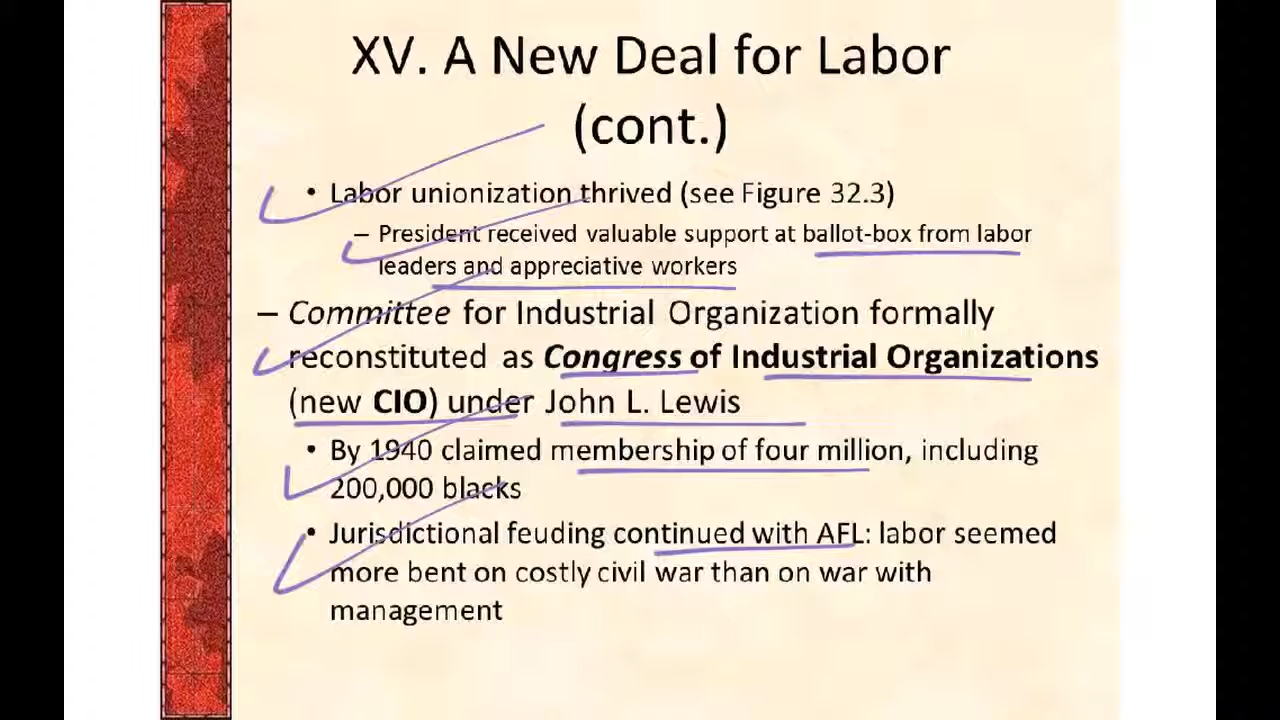 XV. A New Deal for Labor
(cont.)
• Labor unionization thrived (see Figure 32.3)
– President received valuable support at ballot-box from labor
leaders and appreciative workers
– Committee for Industrial Organization formally
reconstituted as Congress of Industrial Organizations
(new CIO) under John L. Lewis
• By 1940 claimed membership of four million, including
200,000 blacks
• Jurisdictional feuding continued with AFL: labor seemed
more bent on costly civil war than on war with
management